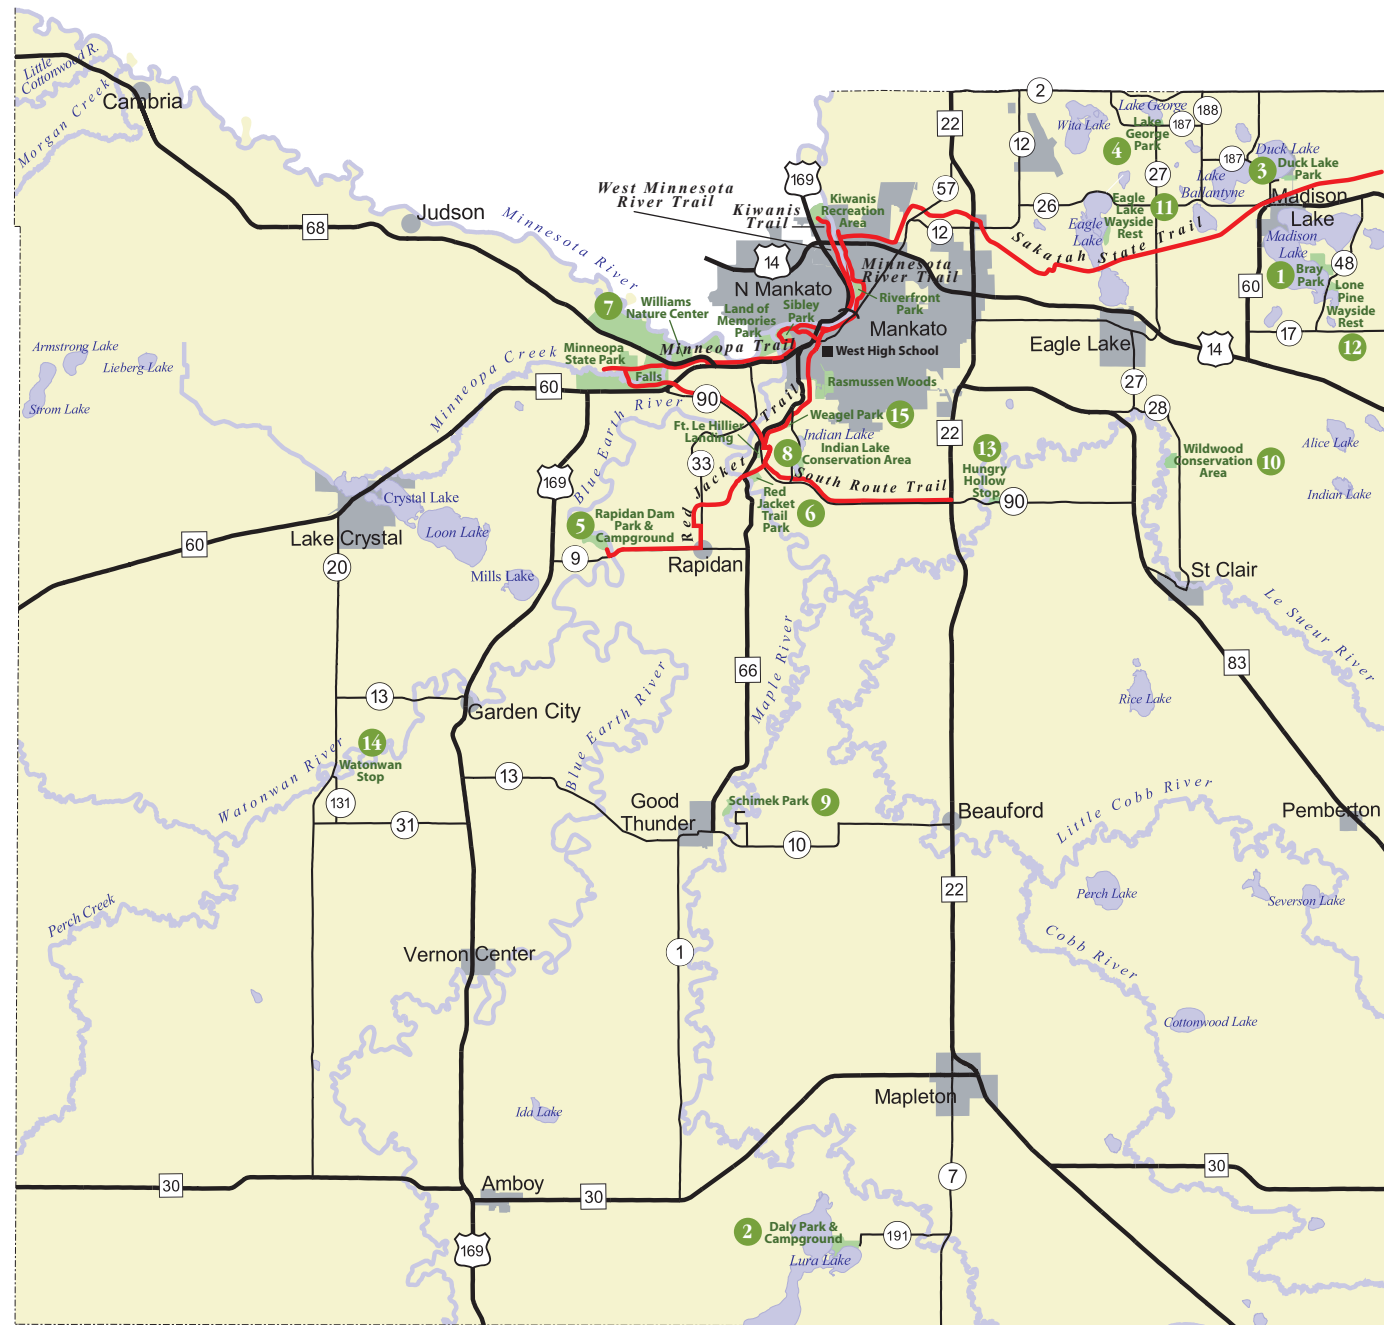 Little
Cottonwood R.
Morgan Creek
Cambria
68
Judson
Minnesota River
West Minnesota
River Trail
Kiwanis
Trail
169
Kiwanis
Recreation
Area
14
N Mankato
Minnesota
River Trail
Riverfront
Park
Mankato
West High School
Land of
Memories
Park
Sibley
Park
7
Williams
Nature Center
Minneopa Trail
Minneopa
State Park
Falls
Minneopa Creek
60
90
Blue Earth River
Rasmussen Woods
Weagel Park
15
Ft. Le Hillier
Landing
Indian Lake
8
Indian Lake
Conservation Area
33
Red Jacket Trail
South Route Trail
Red
Jacket
Trail
Park
6
5
Rapidan Dam
Park &
Campground
9
Rapidan
22
2
12
57
12
26
Wita Lake
Lake George
Lake
George
Park
4
187
188
27
187
Duck Lake
3
Duck Lake
Park
Lake
Ballantyne
Madison
Lake
Eagle
Lake
Wayside
Rest
11
Eagle
Lake
Sakatah State Trail
Madison
Lake
1
Bray
Park
48
60
Lone
Pine
Wayside
Rest
12
17
14
Eagle Lake
27
28
22
13
Hungry
Hollow
Stop
90
Wildwood
Conservation
Area
10
Alice Lake
Indian Lake
St Clair
Le Sueur River
83
Armstrong Lake
Lieberg Lake
Strom Lake
169
Crystal Lake
Loon Lake
Lake Crystal
Mills Lake
60
20
13
Garden City
14
Watonwan
Stop
Watonwan River
131
31
13
Blue Earth River
66
Maple River
Rice Lake
Good
Thunder
Schimek Park
9
10
Beauford
Little Cobb River
Pemberton
Perch Lake
Severson Lake
22
Cobb River
Perch Creek
Vernon Center
1
Cottonwood Lake
Ida Lake
Mapleton
30
Amboy
30
7
30
169
2
Daly Park &
Campground
191
Lura Lake